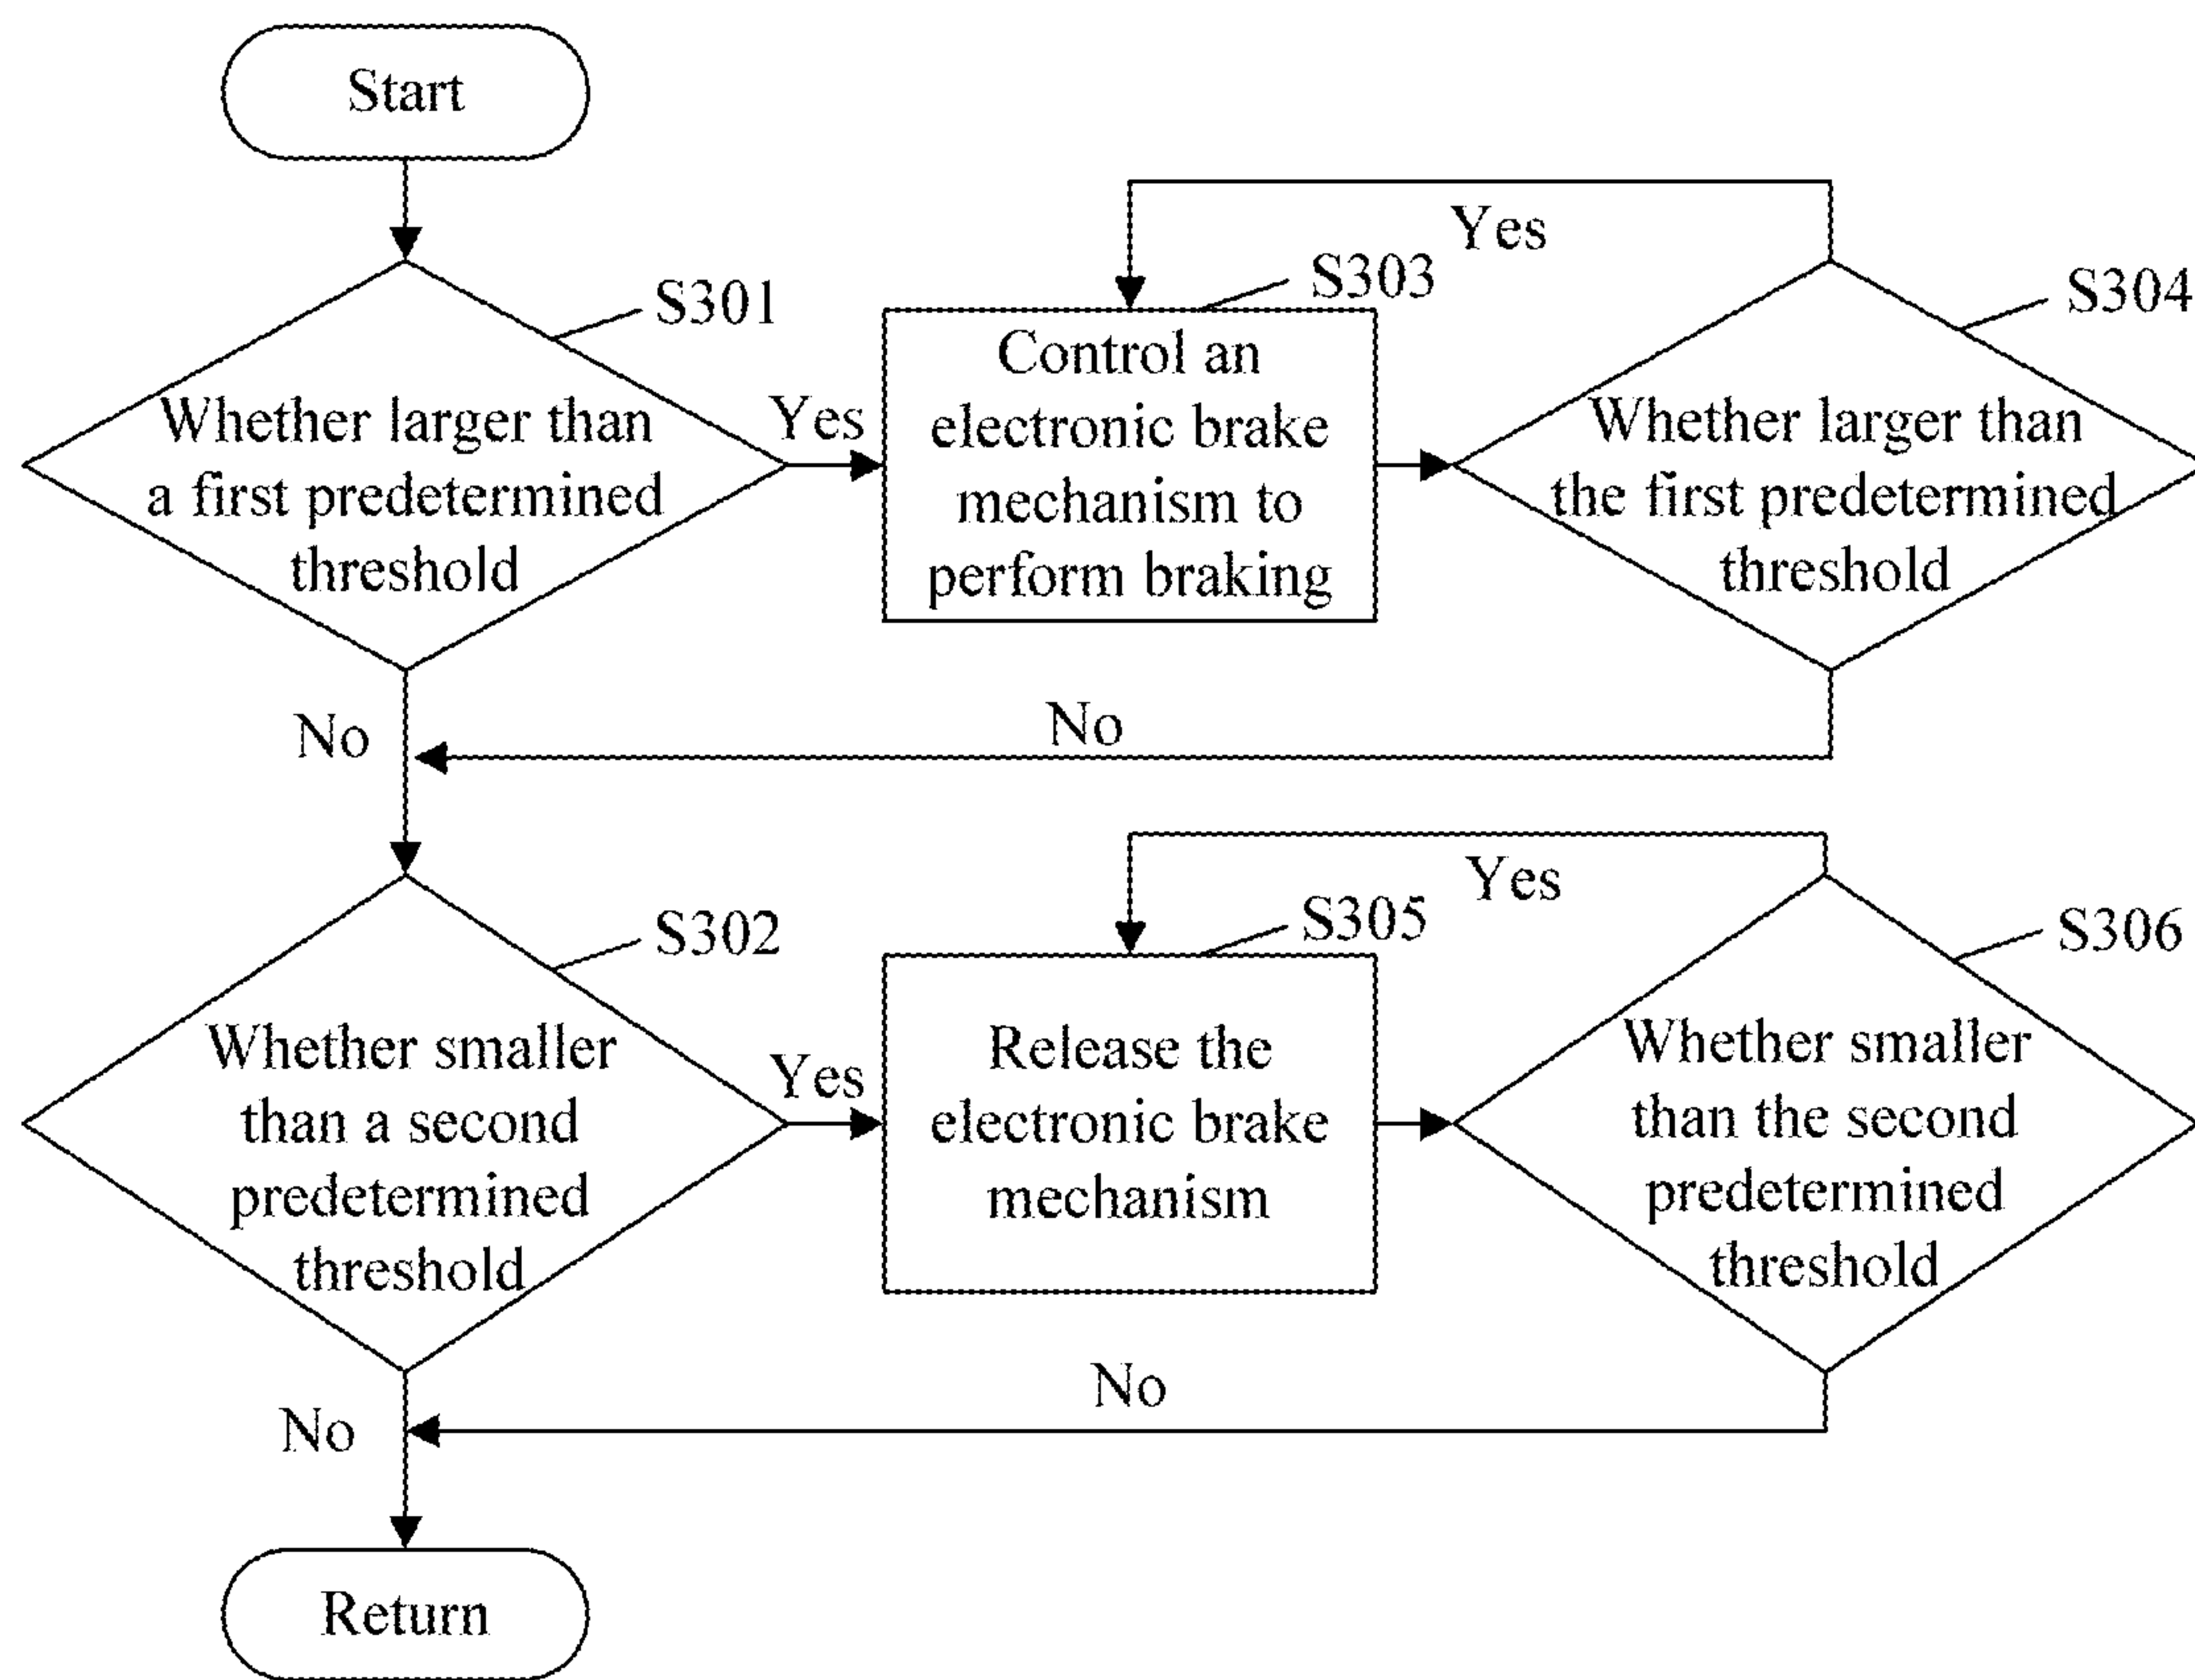 Start
Yes
S303
S304
S301
Whether larger than
a first predetermined
threshold
Yes
Control an
electronic brake
mechanism to
perform braking
Whether larger than
the first predetermined
threshold
No
No
Yes
S305
S306
S302
Whether smaller
than a second
predetermined
threshold
Yes
Release the
electronic brake
mechanism
Whether smaller
than the second
predetermined
threshold
No
No
Return